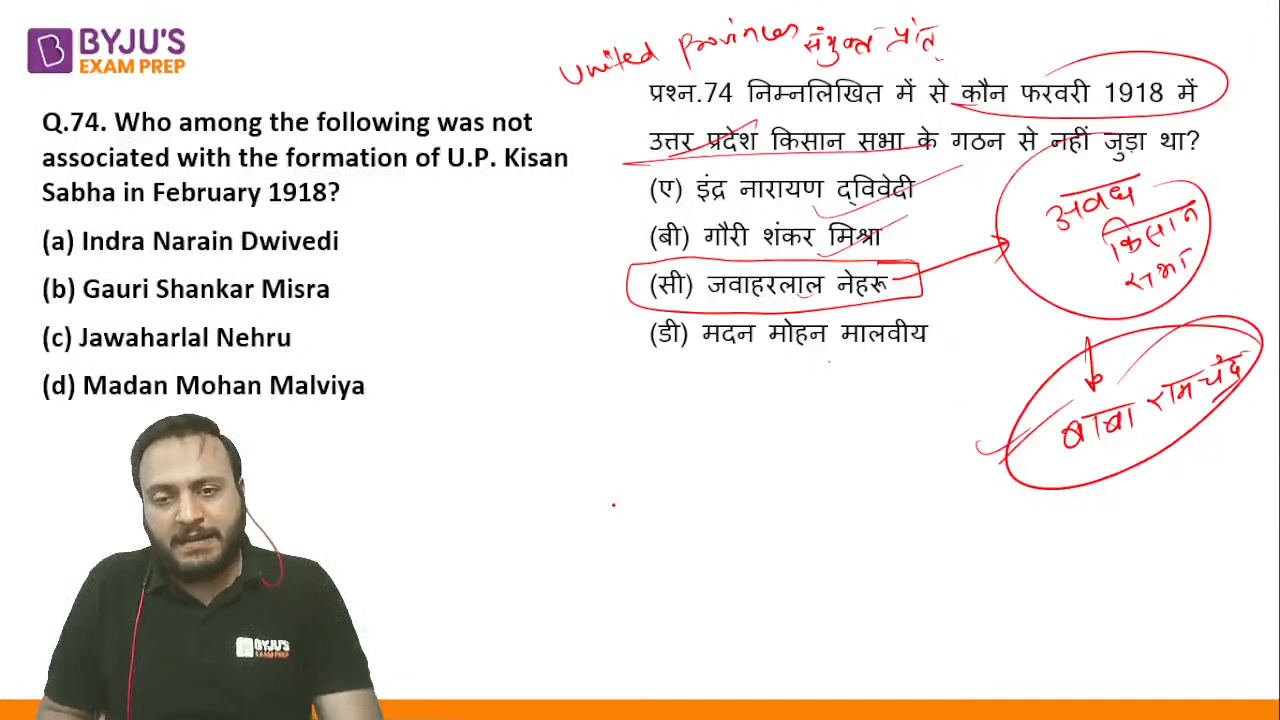 BYJU'S
EXAM PREP
United Provinces संयुक्त प्रांत
Q.74. Who among the following was not
associated with the formation of U.P. Kisan
Sabha in February 1918?
(a) Indra Narain Dwivedi
(b) Gauri Shankar Misra
(c) Jawaharlal Nehru
(d) Madan Mohan Malviya
प्रश्न.74 निम्नलिखित में से कौन फरवरी 1918 में
उत्तर प्रदेश किसान सभा के गठन से नहीं जुड़ा था?
(ए) इंद्र नारायण द्विवेदी
(बी) गौरी शंकर मिश्रा
(सी) जवाहरलाल नेहरू
(डी) मदन मोहन मालवीय
अवध
किसान
सभा
बाबा रामचंद्र
BYJU'S
EXAM PREP